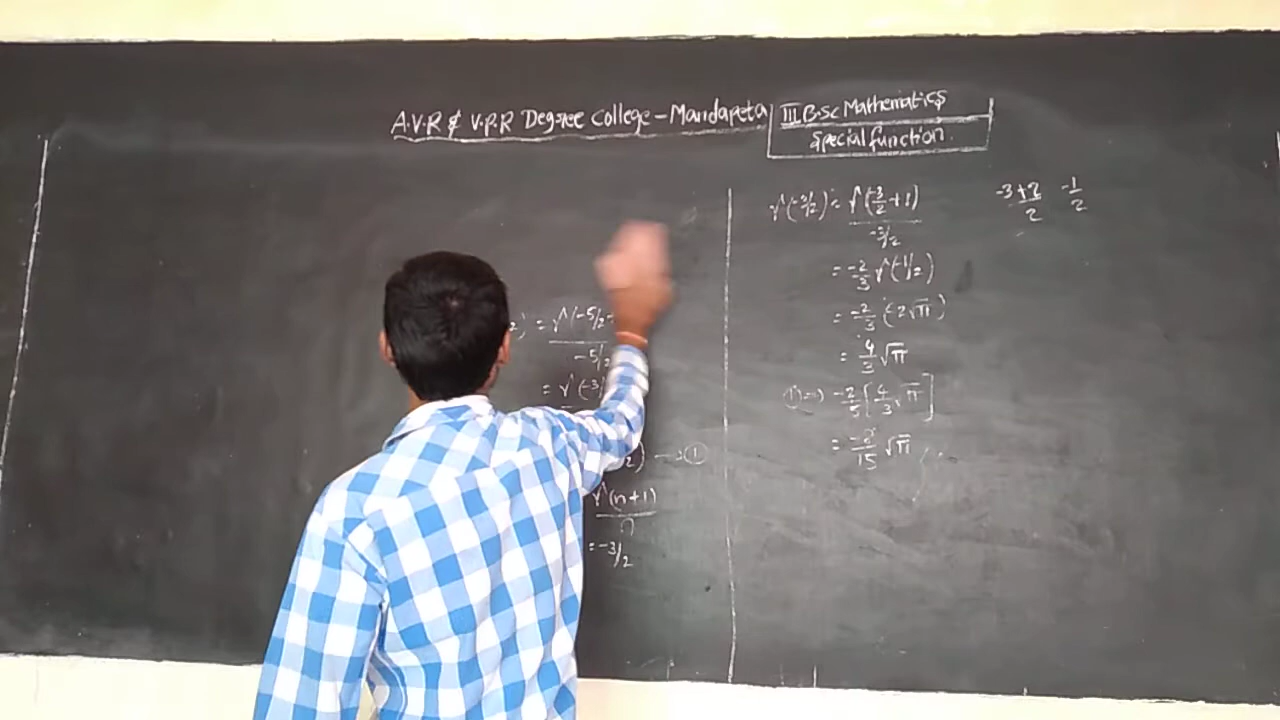 A.V.R & V.P.R Degree College - Mandapeta
III B.Sc Mathematics
Special function.
= Γ(-5/2
-5/2
= Γ(-3/
2) → ①
Γ(n+1)
n
= -3/2
Γ(-3/2) = Γ(-3/2 + 1)
-3/2
= -2/3 Γ(-1/2)
= -2/3 (-2√π)
= 4/3 √π
⇒ -2/5 [4/3 √π]
= -8/15 √π
-3+2/2 -1/2